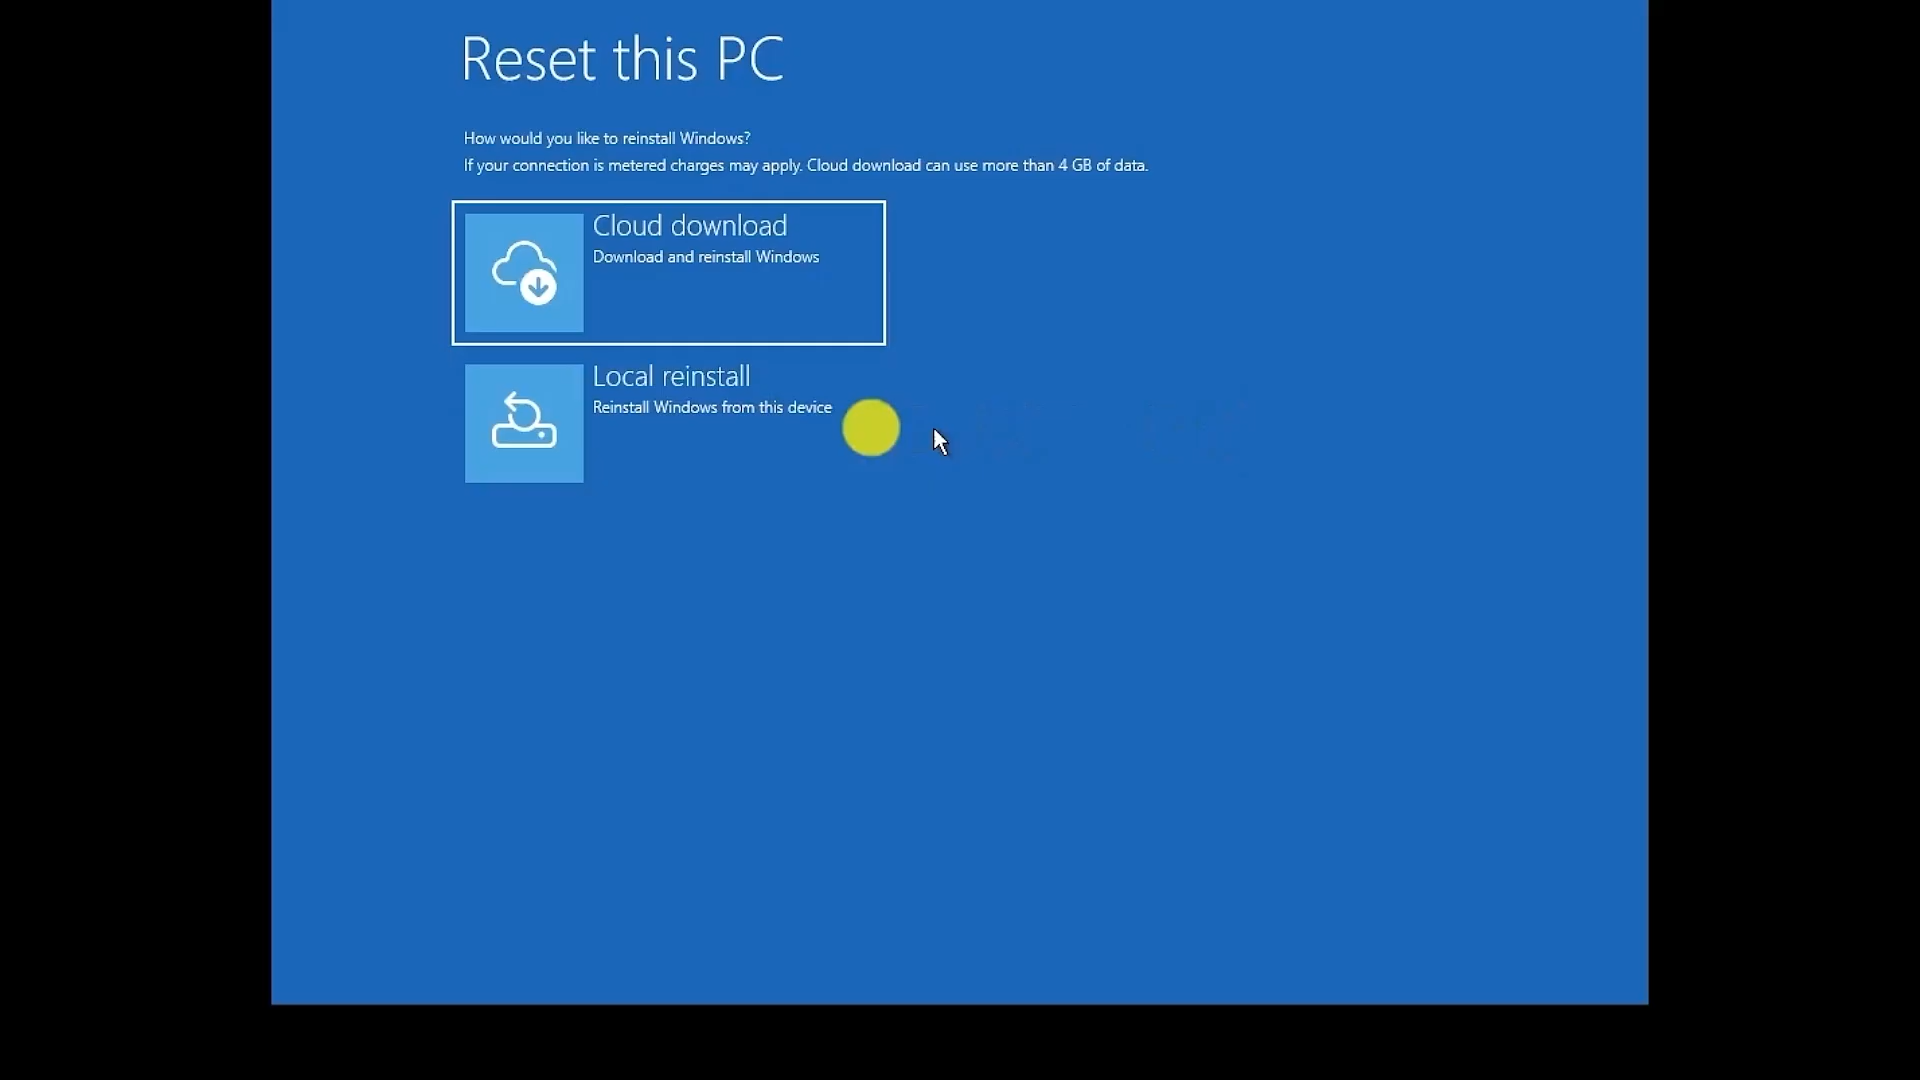 Reset this PC
How would you like to reinstall Windows?
If your connection is metered charges may apply. Cloud download can use more than 4 GB of data.
Cloud download
Download and reinstall Windows
Local reinstall
Reinstall Windows from this device